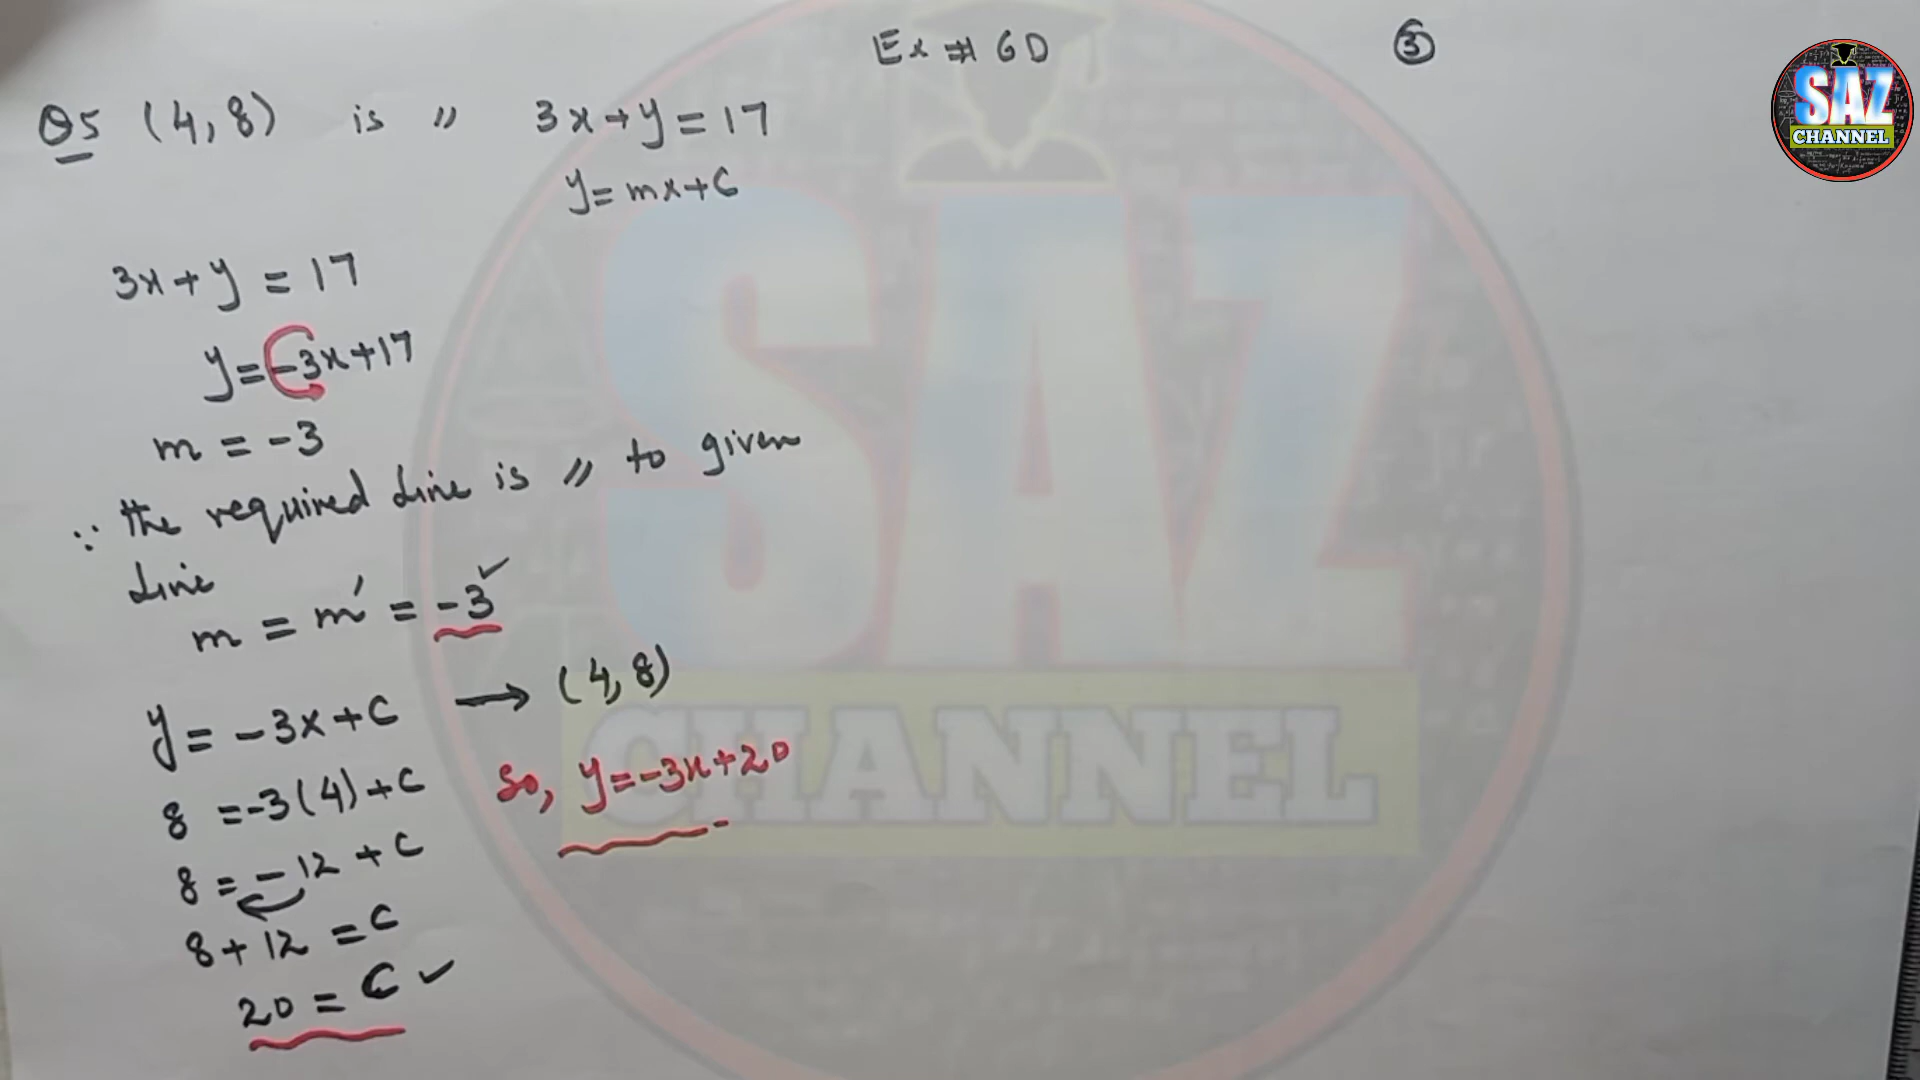 Ex # 6D
③
Q5 (4,8) is // 3x+y=17
y=mx+c
3x+y = 17
y=-3x+17
m = -3
∵ the required Line is // to given
Line
m = m' = -3 ✓
y = -3x+c → (4,8)
8 = -3(4)+c
So, y=-3x+20
8 = -12 + c
8+12 = c
20 = c ✓
SAZ
CHANNEL
SAZ
CHANNEL